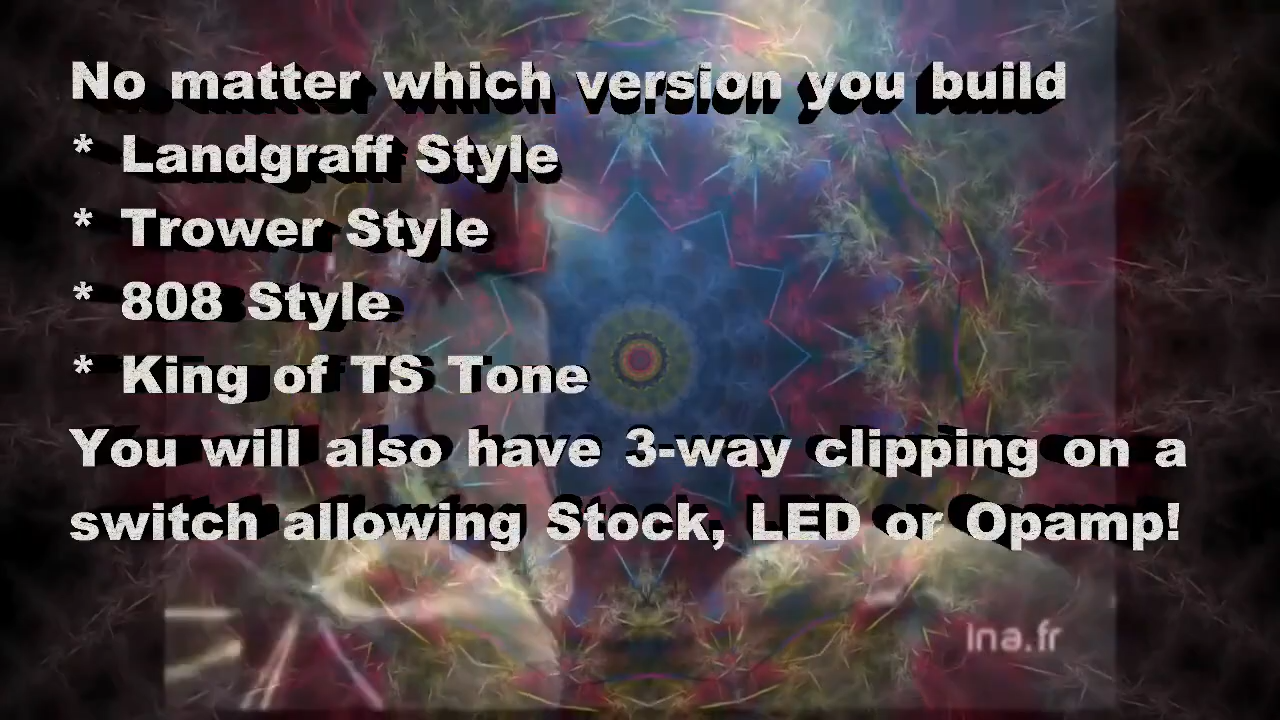 No matter which version you build
* Landgraff Style
* Trower Style
* 808 Style
* King of TS Tone
You will also have 3-way clipping on a
switch allowing Stock, LED or Opamp!
ina.fr